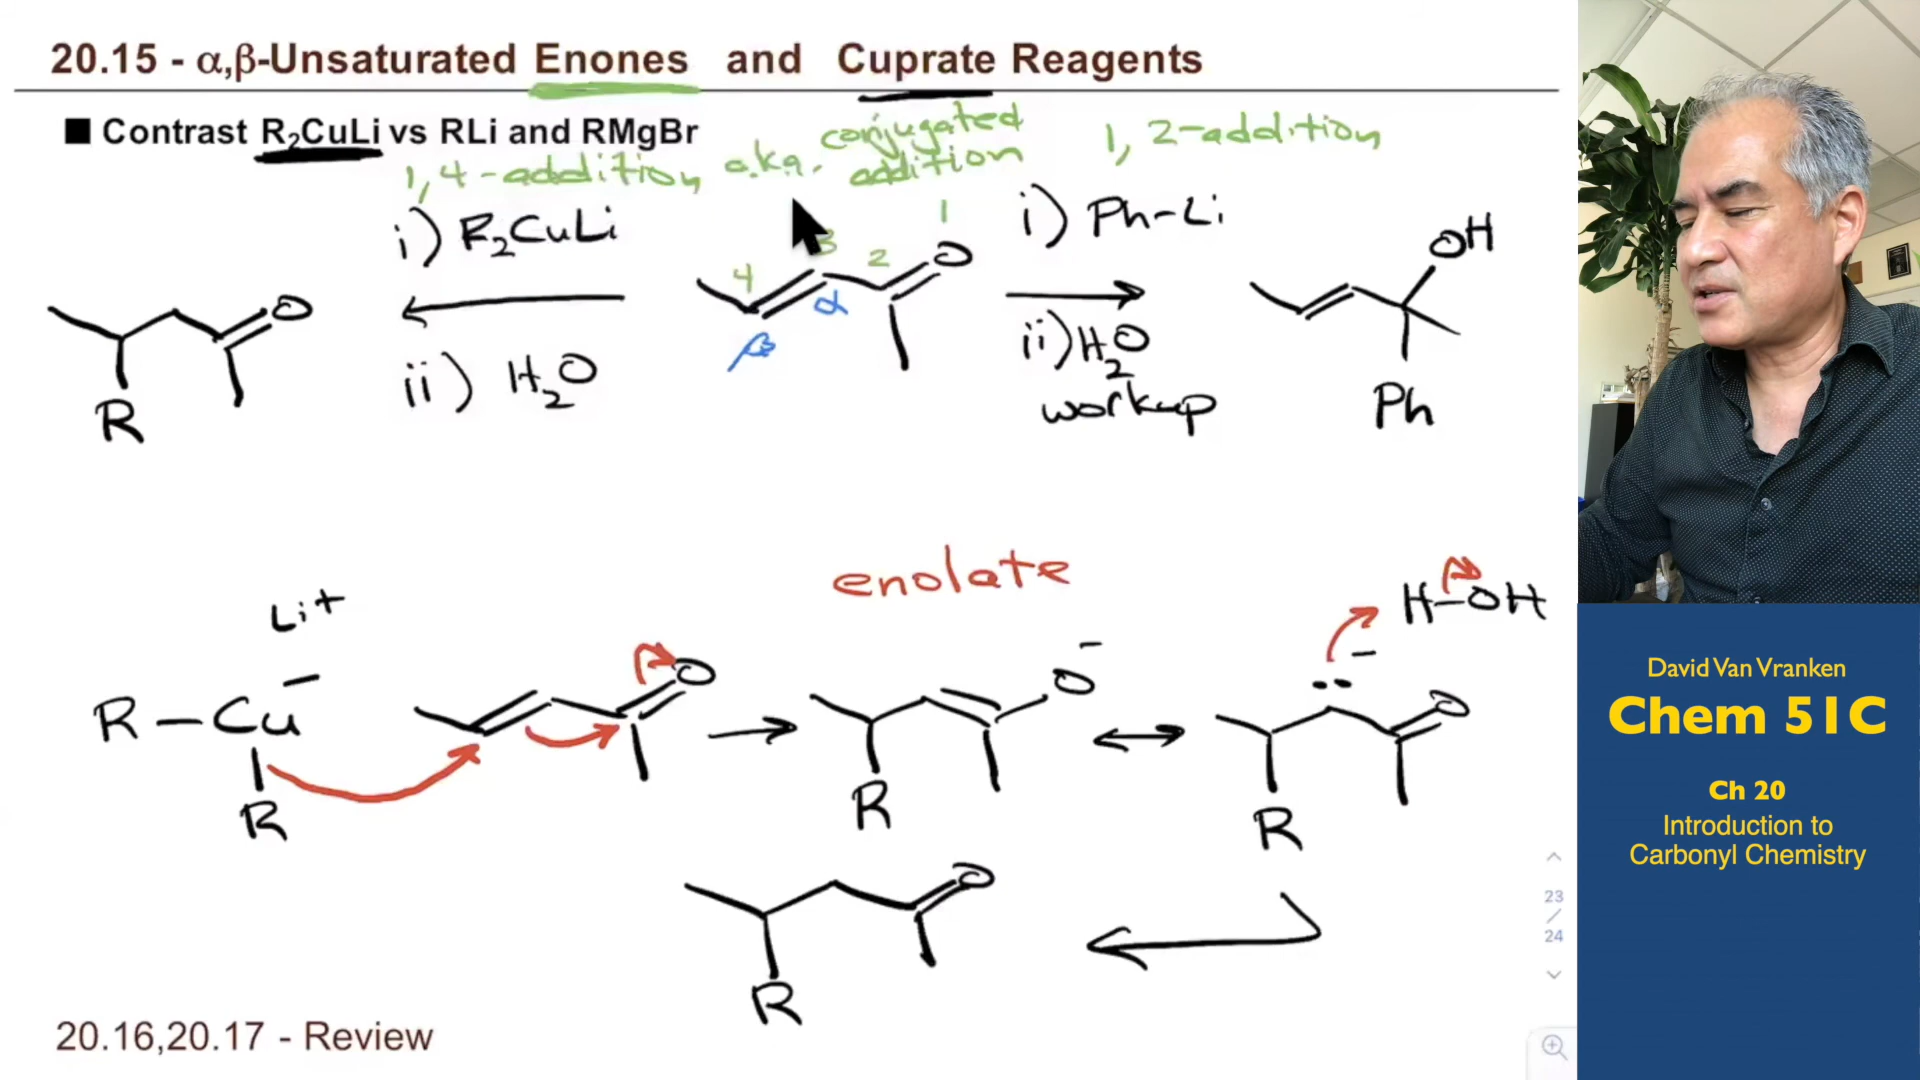 20.15 - α,β-Unsaturated Enones and Cuprate Reagents
■ Contrast R₂CuLi vs RLi and RMgBr
1,4-addition, a.k.a. conjugated addition
1,2-addition
i) R₂CuLi
ii) H₂O
O
R
4 3 2 1
O
β α
i) Ph-Li
ii) H₂O
workup
OH
Ph
enolate
Li+
R-Cu⁻
R
O
O⁻
R
H-OH
⁻
O
R
O
R
20.16,20.17 - Review
David Van Vranken
Chem 51C
Ch 20
Introduction to
Carbonyl Chemistry
23
/
24